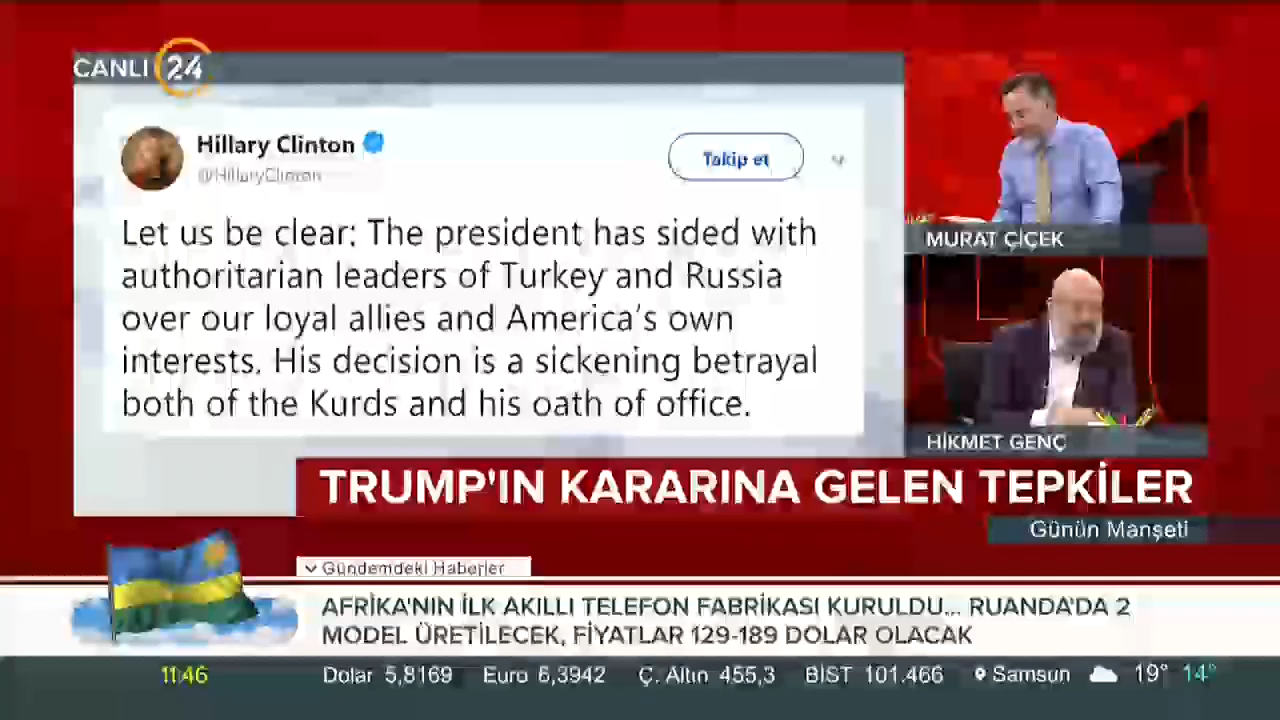 CANLI 24
Hillary Clinton
@HillaryClinton
Takip et
Let us be clear: The president has sided with
authoritarian leaders of Turkey and Russia
over our loyal allies and America's own
interests. His decision is a sickening betrayal
both of the Kurds and his oath of office.
MURAT ÇİÇEK
HİKMET GENÇ
TRUMP'IN KARARINA GELEN TEPKİLER
Günün Manşeti
Gündemdeki Haberler
AFRİKA'NIN İLK AKILLI TELEFON FABRİKASI KURULDU... RUANDA'DA 2
MODEL ÜRETİLECEK, FİYATLAR 129-189 DOLAR OLACAK
11:46 Dolar 5,8169 Euro 6,3942 Ç. Altın 455,3 BİST 101.466 Samsun 19° 14°